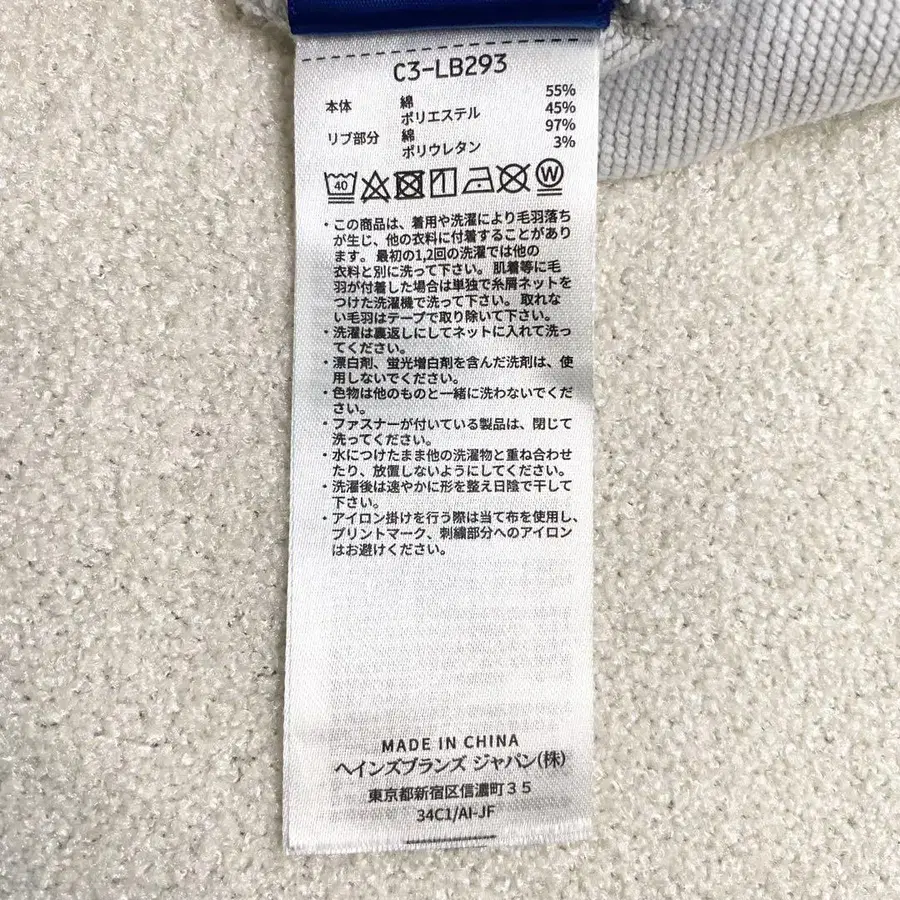 C3-LB293
本体 綿 55%
ポリエステル 45%
リブ部分 綿 97%
ポリウレタン 3%
40 W
・この商品は、着用や洗濯により毛羽落ち
が生じ、他の衣料に付着することがあり
ます。最初の1,2回の洗濯では他の
衣料と別に洗って下さい。肌着等に毛
羽が付着した場合は単独で糸屑ネットを
つけた洗濯機で洗って下さい。取れな
い毛羽はテープで取り除いて下さい。
・洗濯は裏返しにしてネットに入れて洗っ
てください。
・漂白剤、蛍光増白剤を含んだ洗剤は、使
用しないでください。
・色物は他のものと一緒に洗わないでくだ
さい。
・ファスナーが付いている製品は、閉じて
洗ってください。
・水につけたまま他の洗濯物と重ね合わせ
たり、放置しないようにしてください。
・洗濯後は速やかに形を整え日陰で干して
下さい。
・アイロン掛けを行う際は当て布を使用し、
プリントマーク、刺繍部分へのアイロン
はお避けください。
MADE IN CHINA
ヘインズブランズ ジャパン(株)
東京都新宿区信濃町35
34C1/AI-JF